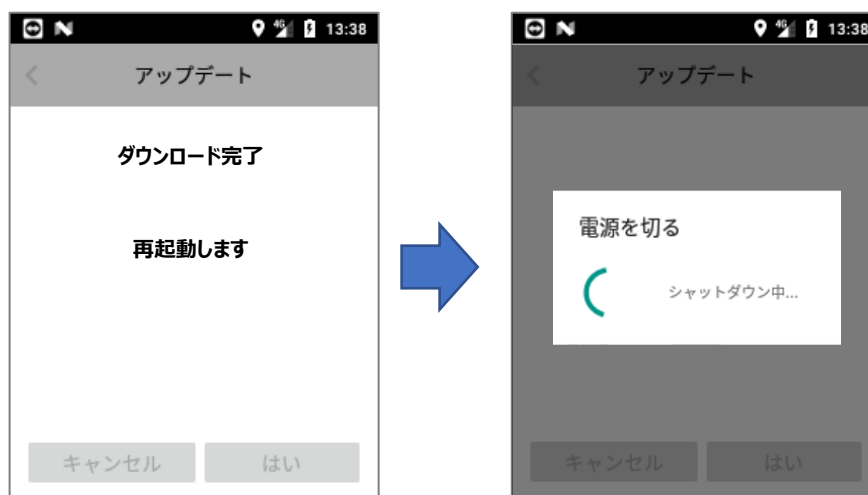 4G 13:38
アップデート
ダウンロード完了
再起動します
キャンセル はい
4G 13:38
アップデート
電源を切る
シャットダウン中...
キャンセル はい